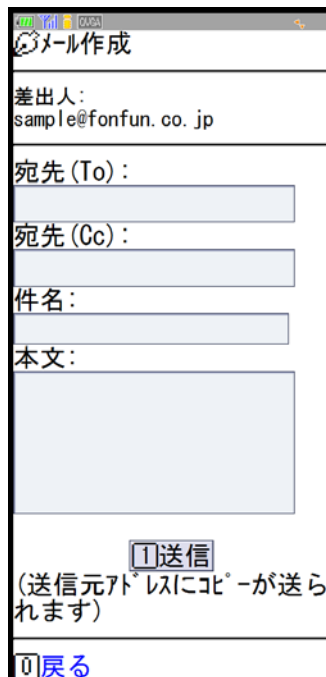 OVGA
メール作成
差出人:
sample@fonfun.co.jp
宛先(To):
宛先(Cc):
件名:
本文:
1送信
(送信元ｱﾄﾞﾚｽにｺﾋﾟｰが送ら
れます)
0戻る